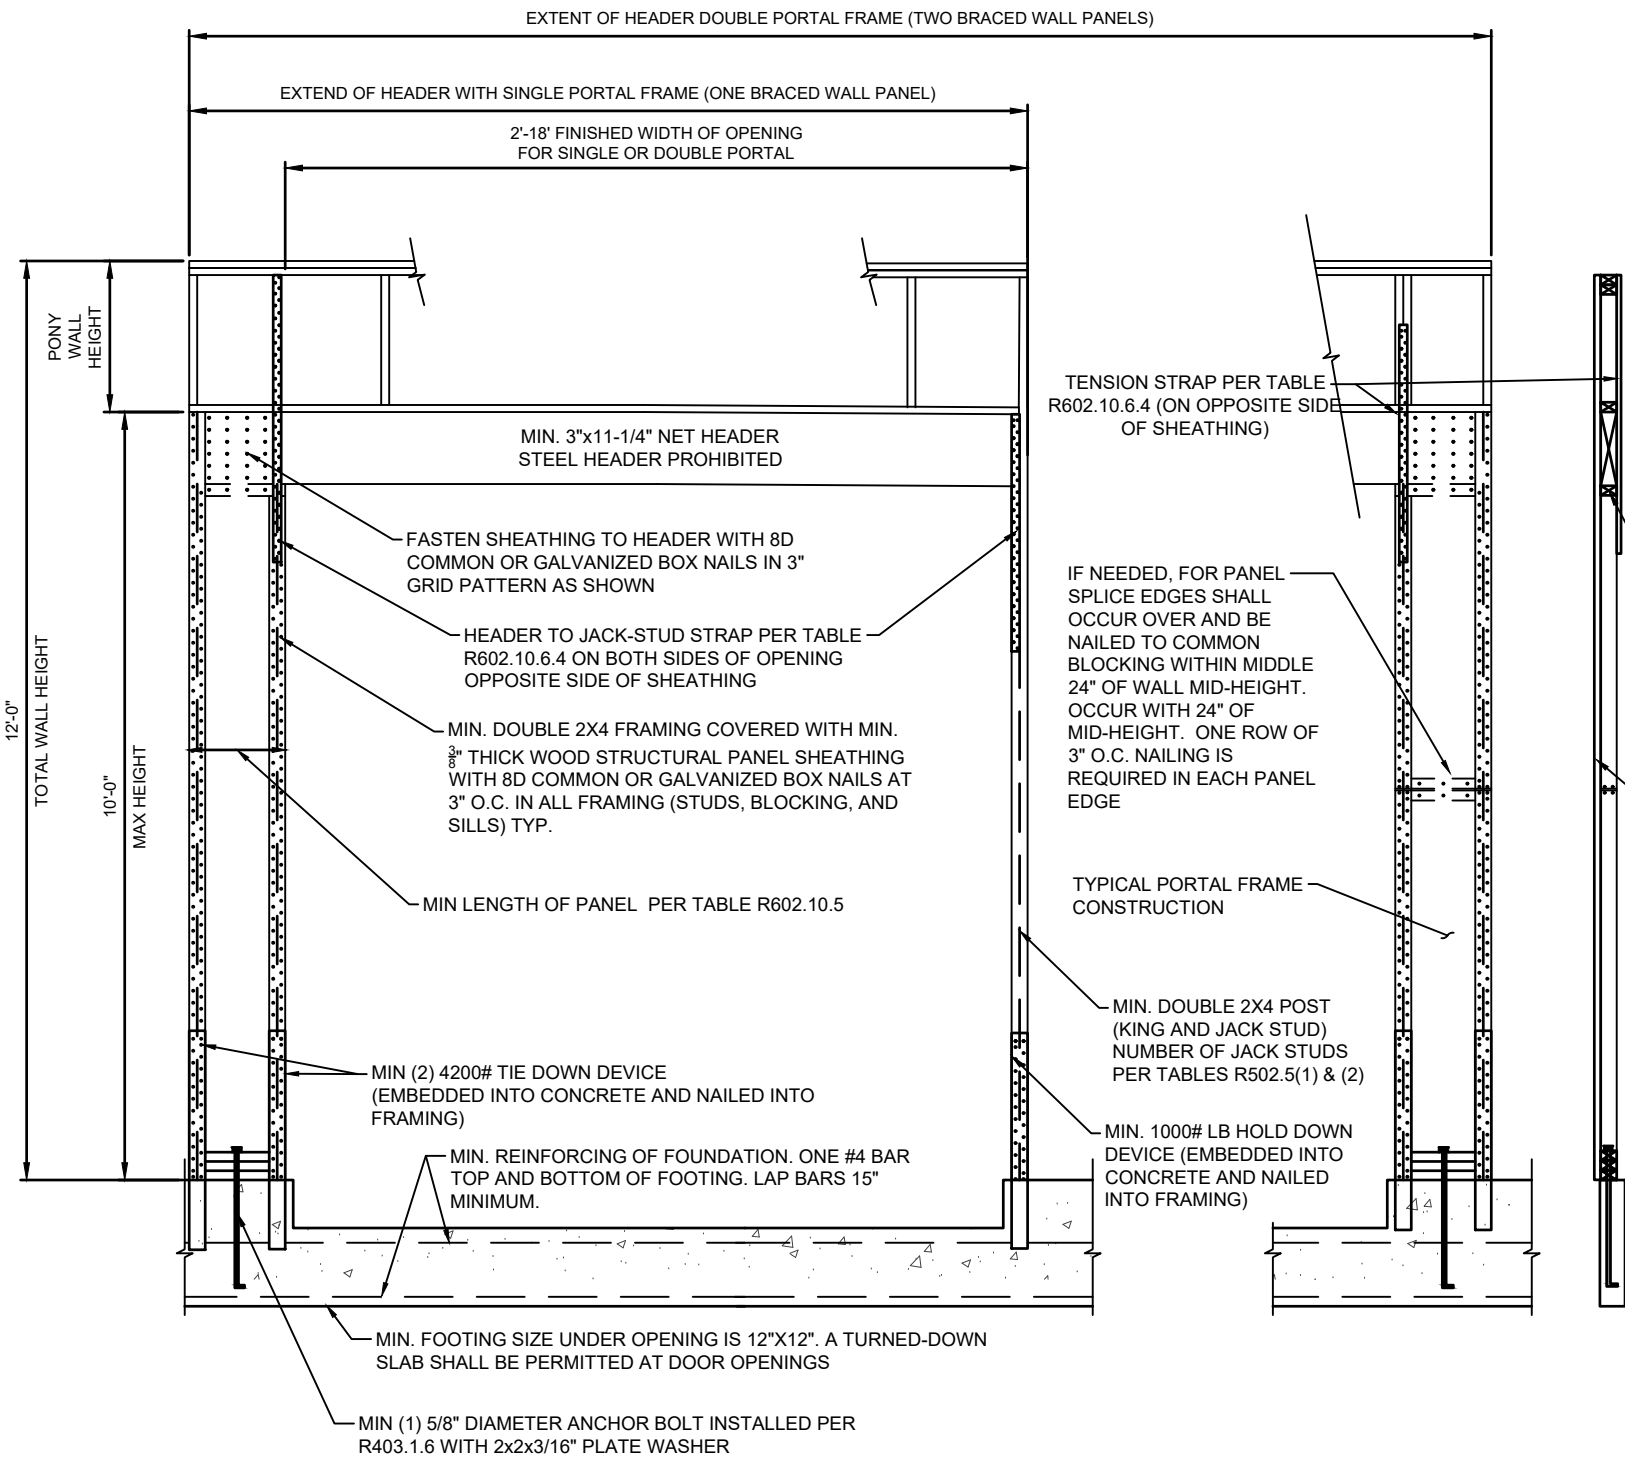 EXTENT OF HEADER DOUBLE PORTAL FRAME (TWO BRACED WALL PANELS)
EXTEND OF HEADER WITH SINGLE PORTAL FRAME (ONE BRACED WALL PANEL)
2'-18' FINISHED WIDTH OF OPENING
FOR SINGLE OR DOUBLE PORTAL
PONY
WALL
HEIGHT
12'-0"
TOTAL WALL HEIGHT
10'-0"
MAX HEIGHT
MIN. 3"x11-1/4" NET HEADER
STEEL HEADER PROHIBITED
TENSION STRAP PER TABLE
R602.10.6.4 (ON OPPOSITE SIDE
OF SHEATHING)
FASTEN SHEATHING TO HEADER WITH 8D
COMMON OR GALVANIZED BOX NAILS IN 3"
GRID PATTERN AS SHOWN
HEADER TO JACK-STUD STRAP PER TABLE
R602.10.6.4 ON BOTH SIDES OF OPENING
OPPOSITE SIDE OF SHEATHING
IF NEEDED, FOR PANEL
SPLICE EDGES SHALL
OCCUR OVER AND BE
NAILED TO COMMON
BLOCKING WITHIN MIDDLE
24" OF WALL MID-HEIGHT.
OCCUR WITH 24" OF
MID-HEIGHT. ONE ROW OF
3" O.C. NAILING IS
REQUIRED IN EACH PANEL
EDGE
MIN. DOUBLE 2X4 FRAMING COVERED WITH MIN.
3/8" THICK WOOD STRUCTURAL PANEL SHEATHING
WITH 8D COMMON OR GALVANIZED BOX NAILS AT
3" O.C. IN ALL FRAMING (STUDS, BLOCKING, AND
SILLS) TYP.
MIN LENGTH OF PANEL PER TABLE R602.10.5
TYPICAL PORTAL FRAME
CONSTRUCTION
MIN. DOUBLE 2X4 POST
(KING AND JACK STUD)
NUMBER OF JACK STUDS
PER TABLES R502.5(1) & (2)
MIN (2) 4200# TIE DOWN DEVICE
(EMBEDDED INTO CONCRETE AND NAILED INTO
FRAMING)
MIN. 1000# LB HOLD DOWN
DEVICE (EMBEDDED INTO
CONCRETE AND NAILED
INTO FRAMING)
MIN. REINFORCING OF FOUNDATION. ONE #4 BAR
TOP AND BOTTOM OF FOOTING. LAP BARS 15"
MINIMUM.
MIN. FOOTING SIZE UNDER OPENING IS 12"X12". A TURNED-DOWN
SLAB SHALL BE PERMITTED AT DOOR OPENINGS
MIN (1) 5/8" DIAMETER ANCHOR BOLT INSTALLED PER
R403.1.6 WITH 2x2x3/16" PLATE WASHER